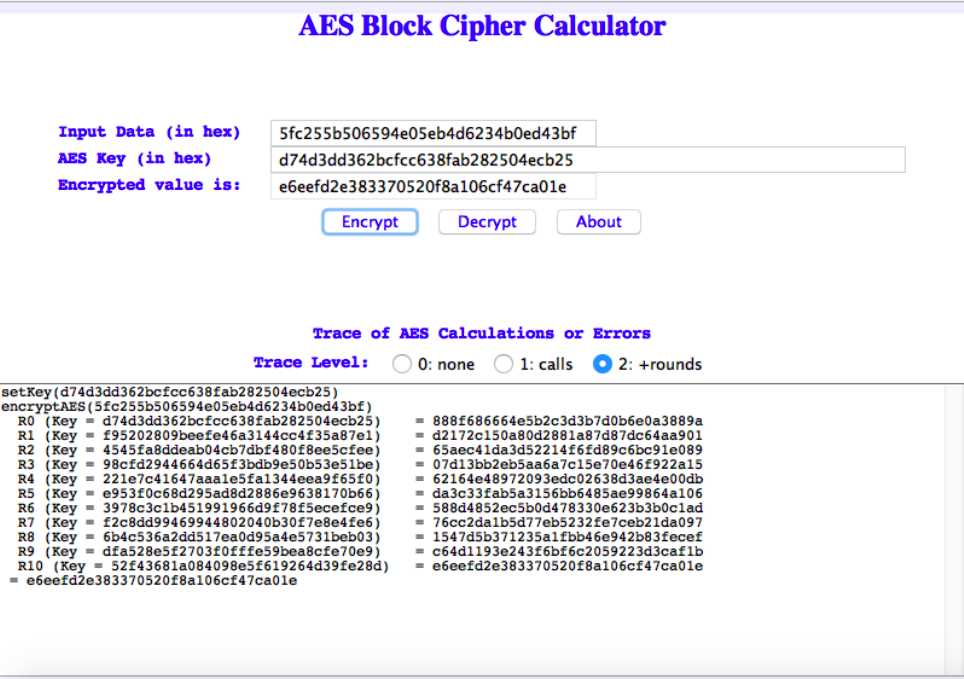 AES Block Cipher Calculator
Input Data (in hex) 5fc255b506594e05eb4d6234b0ed43bf
AES Key (in hex) d74d3dd362bcfcc638fab282504ecb25
Encrypted value is: e6eefd2e383370520f8a106cf47ca01e
Encrypt Decrypt About
Trace of AES Calculations or Errors
Trace Level: 0: none 1: calls 2: +rounds
setKey(d74d3dd362bcfcc638fab282504ecb25)
encryptAES(5fc255b506594e05eb4d6234b0ed43bf)
R0 (Key = d74d3dd362bcfcc638fab282504ecb25) = 888f686664e5b2c3d3b7d0b6e0a3889a
R1 (Key = f95202809beefe46a3144cc4f35a87e1) = d2172c150a80d2881a87d87dc64aa901
R2 (Key = 4545fa8ddeab04cb7dbf480f8ee5cfee) = 65aec41da3d52214f6fd89c6bc91e089
R3 (Key = 98cfd2944664d65f3bdb9e50b53e51be) = 07d13bb2eb5aa6a7c15e70e46f922a15
R4 (Key = 221e7c41647aaa1e5fa1344eea9f65f0) = 62164e48972093edc02638d3ae4e00db
R5 (Key = e953f0c68d295ad8d2886e9638170b66) = da3c33fab5a3156bb6485ae99864a106
R6 (Key = 3978c3c1b451991966d9f78f5ecefce9) = 588d4852ec5b0d478330e623b3b0c1ad
R7 (Key = f2c8dd99469944802040b30f7e8e4fe6) = 76cc2da1b5d77eb5232fe7ceb21da097
R8 (Key = 6b4c536a2dd517ea0d95a4e5731beb03) = 1547d5b371235a1fbb46e942b83fecef
R9 (Key = dfa528e5f2703f0fffe59bea8cfe70e9) = c64d1193e243f6bf6c2059223d3caf1b
R10 (Key = 52f43681a084098e5f619264d39fe28d) = e6eefd2e383370520f8a106cf47ca01e
= e6eefd2e383370520f8a106cf47ca01e